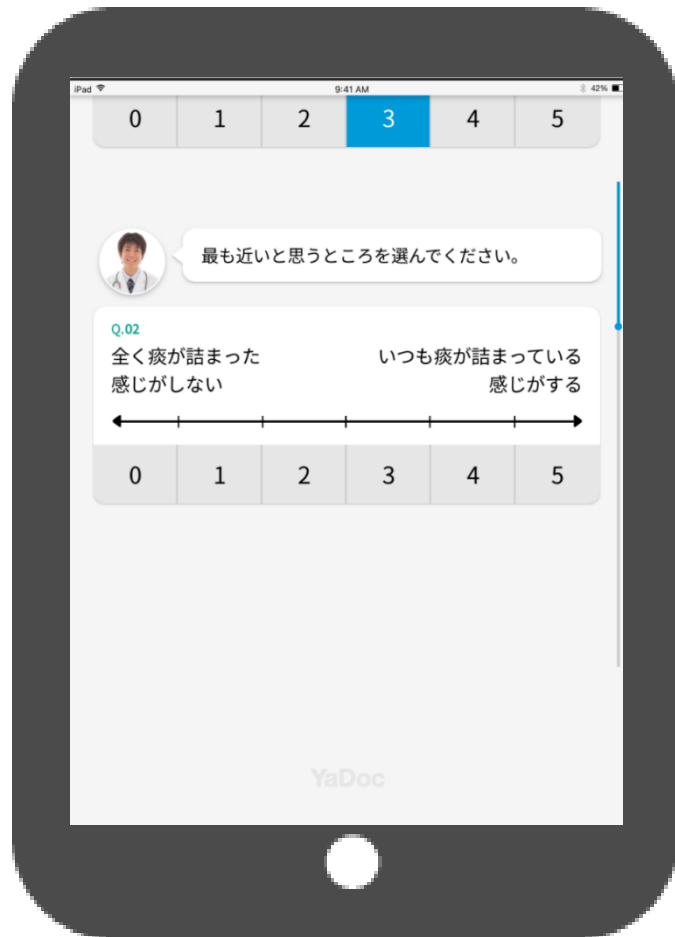 iPad 9:41 AM 42%
0 1 2 3 4 5
最も近いと思うところを選んでください。
Q.02
全く痰が詰まった いつも痰が詰まっている
感じがしない 感じがする
0 1 2 3 4 5
YaDoc